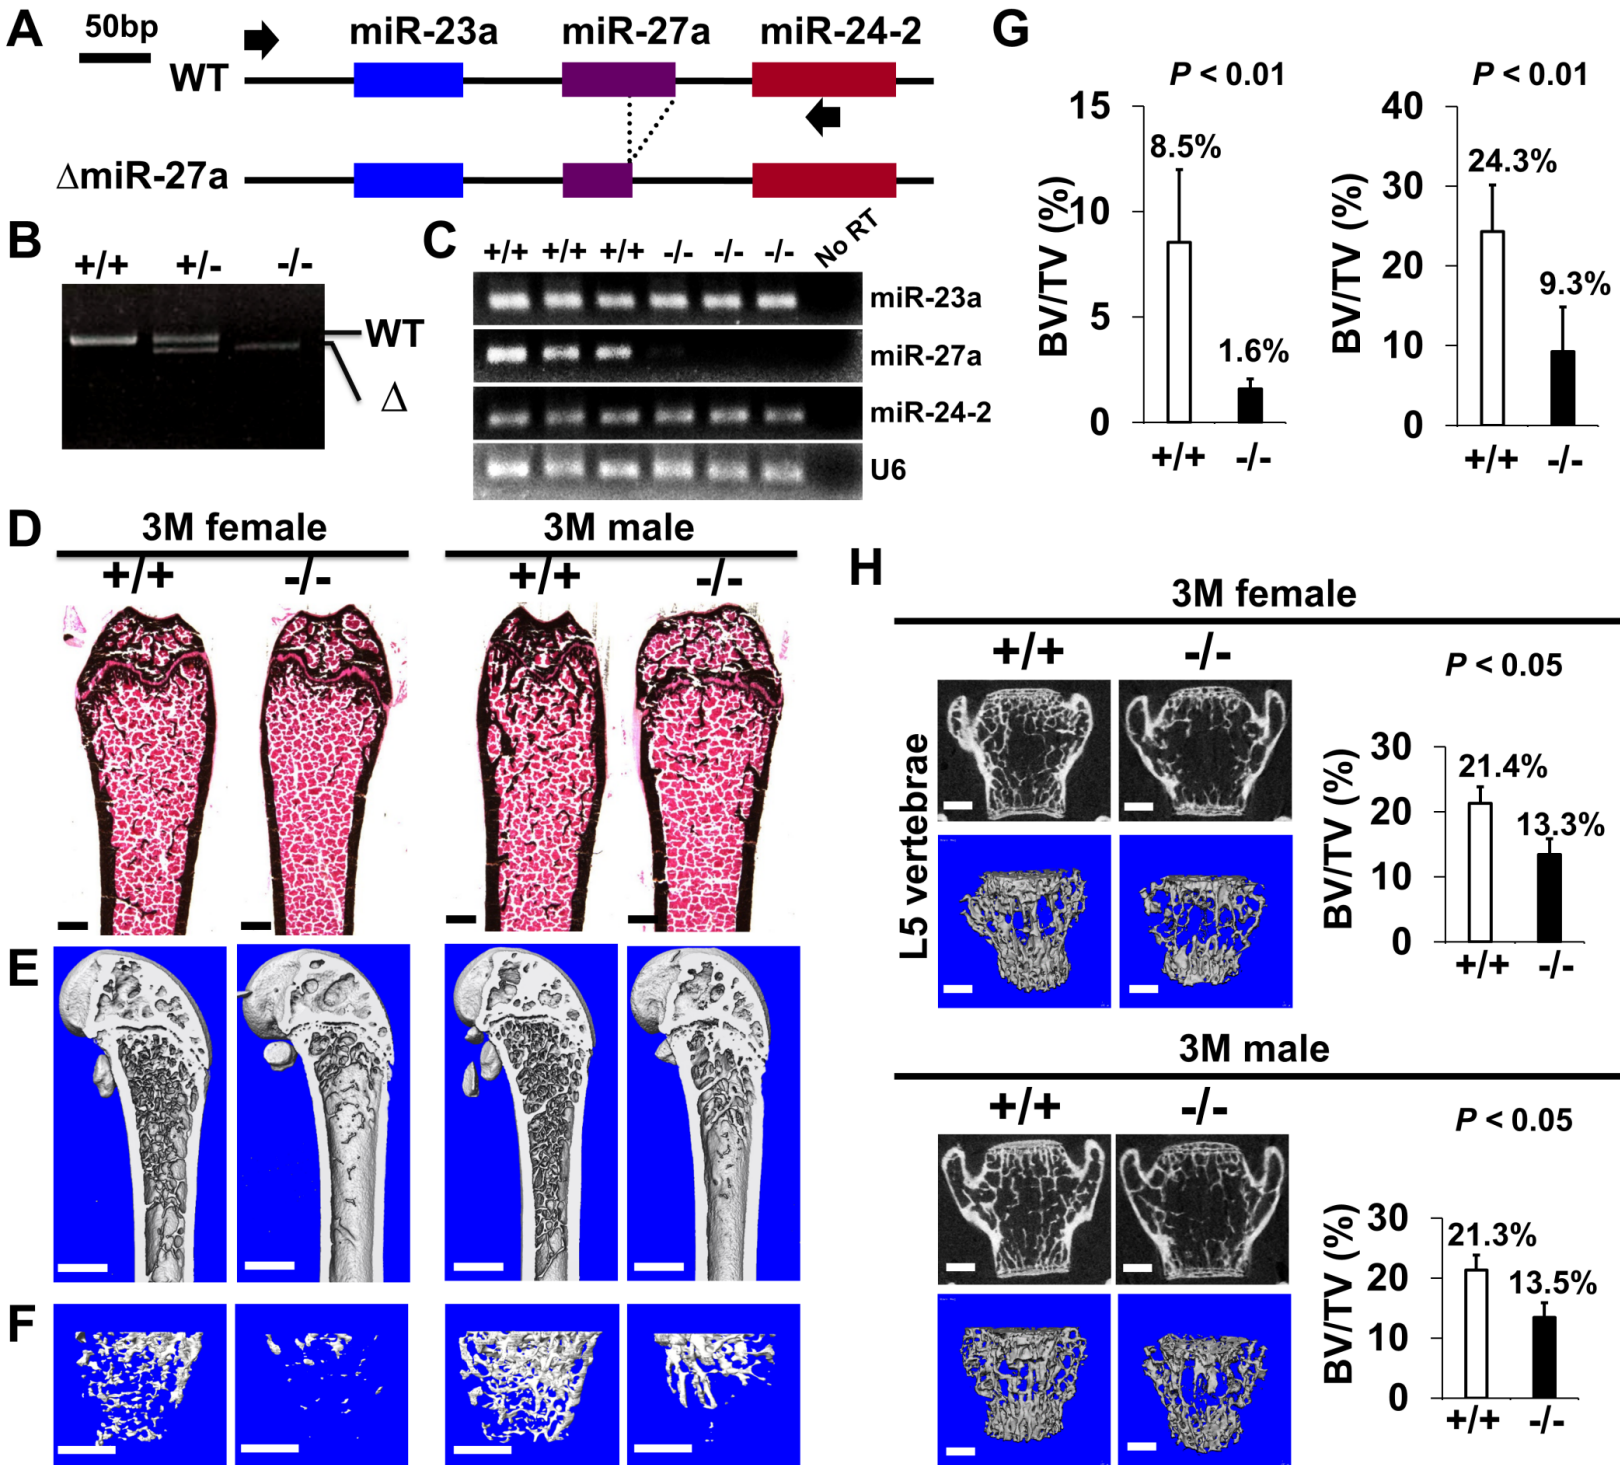 A
50bp
miR-23a
miR-27a
miR-24-2
WT
ΔmiR-27a
B
+/+
+/-
-/-
WT
Δ
C
+/+
+/+
+/+
-/-
-/-
-/-
No RT
miR-23a
miR-27a
miR-24-2
U6
G
P < 0.01
BV/TV (%)
15
10
5
0
8.5%
1.6%
+/+
-/-
P < 0.01
BV/TV (%)
40
30
20
10
0
24.3%
9.3%
+/+
-/-
D
3M female
+/+
-/-
3M male
+/+
-/-
E
F
H
3M female
+/+
-/-
L5 vertebrae
P < 0.05
BV/TV (%)
30
20
10
0
21.4%
13.3%
+/+
-/-
3M male
+/+
-/-
P < 0.05
BV/TV (%)
30
20
10
0
21.3%
13.5%
+/+
-/-